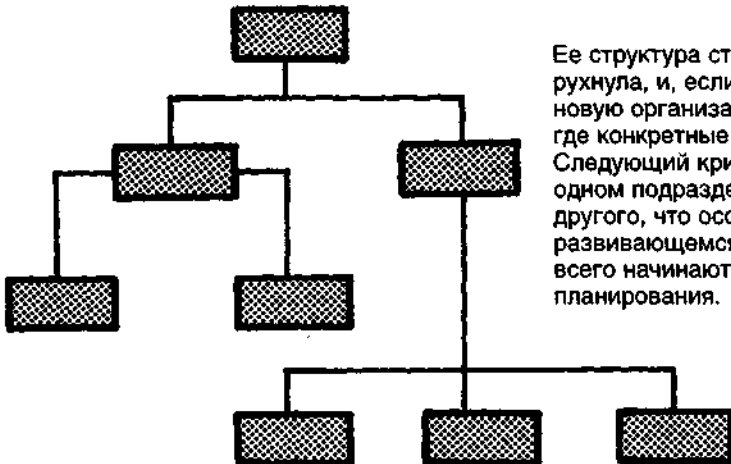 Ее структура ст
рухнула, и, если
новую организа
где конкретные
Следующий кри
одном подразде
другого, что осо
развивающемся
всего начинают
планирования.